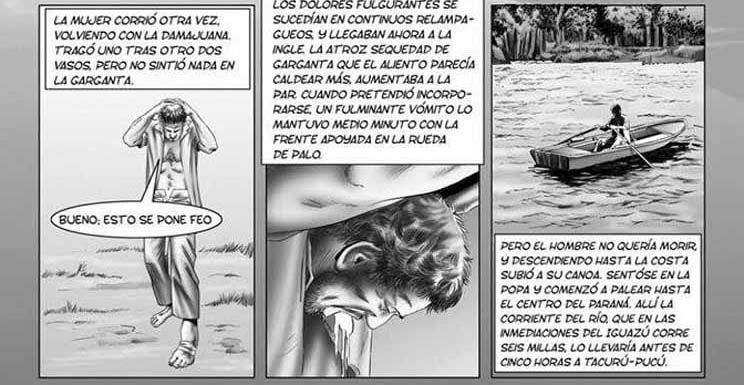 LA MUJER CORRIÓ OTRA VEZ,
VOLVIENDO CON LA DAMAJUANA.
TRAGÓ UNO TRAS OTRO DOS
VASOS, PERO NO SINTIÓ NADA EN
LA GARGANTA.
BUENO; ESTO SE PONE FEO
LOS DOLORES FULGURANTES SE
SUCEDÍAN EN CONTINUOS RELAMPA-
GUEOS, Y LLEGABAN AHORA A LA
INGLE. LA ATROZ SEQUEDAD DE
GARGANTA QUE EL ALIENTO PARECÍA
CALDEAR MÁS, AUMENTABA A LA
PAR. CUANDO PRETENDIÓ INCORPO-
RARSE, UN FULMINANTE VÓMITO LO
MANTUVO MEDIO MINUTO CON LA
FRENTE APOYADA EN LA RUEDA
DE PALO.
PERO EL HOMBRE NO QUERÍA MORIR,
Y DESCENDIENDO HASTA LA COSTA
SUBIÓ A SU CANOA. SENTÓSE EN LA
POPA Y COMENZÓ A PALEAR HASTA
EL CENTRO DEL PARANÁ. ALLÍ LA
CORRIENTE DEL RÍO, QUE EN LAS
INMEDIACIONES DEL IGUAZÚ CORRE
SEIS MILLAS, LO LLEVARÍA ANTES DE
CINCO HORAS A TACURÚ-PUCÚ.